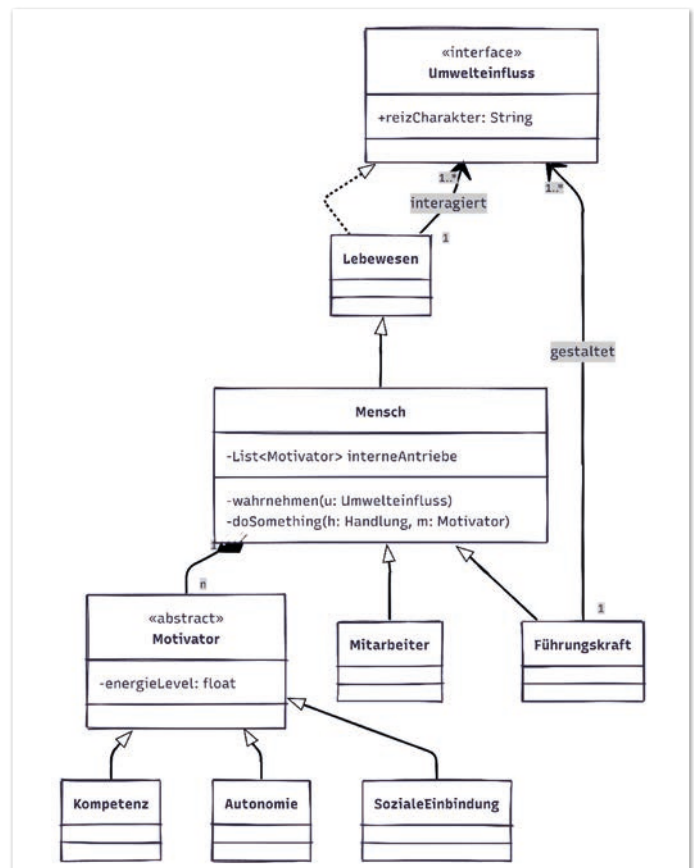 «interface»
Umwelteinfluss
+reizCharakter: String
1..*
1..*
interagiert
1
Lebewesen
gestaltet
Mensch
-List<Motivator> interneAntriebe
-wahrnehmen(u: Umwelteinfluss)
-doSomething(h: Handlung, m: Motivator)
1
n
«abstract»
Motivator
-energieLevel: float
1
Mitarbeiter
Führungskraft
Kompetenz
Autonomie
SozialeEinbindung